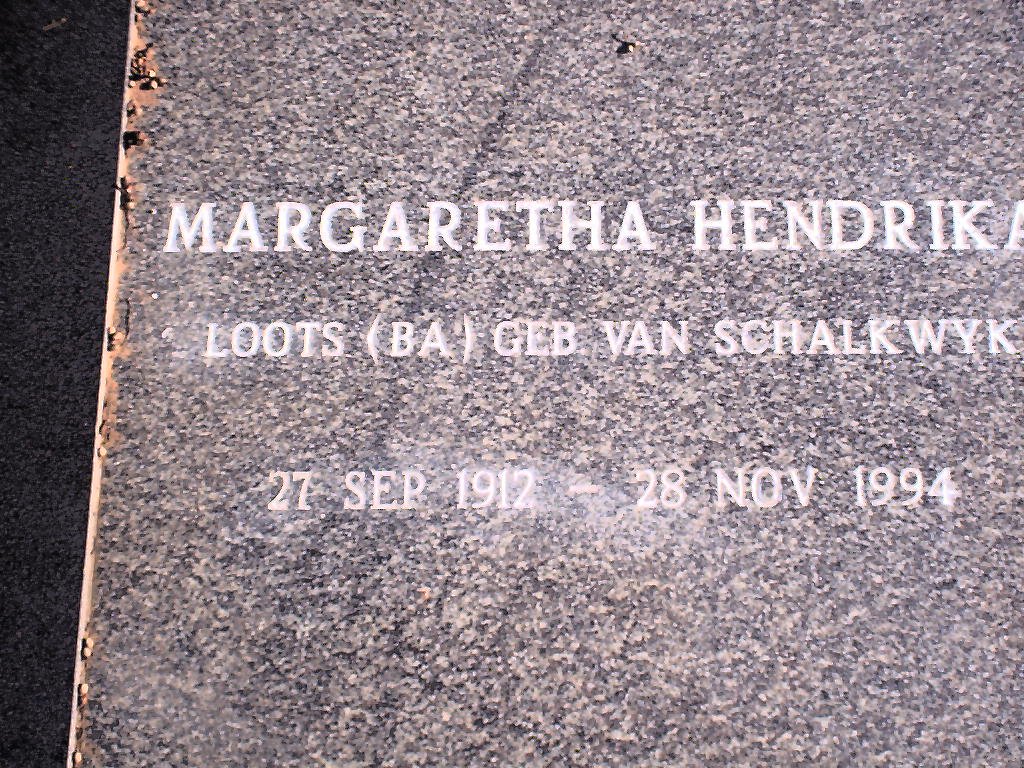 MARGARETHA HENDRIKA
LOOTS (BA) GEB. VAN SCHALKWYK
27 SEP 1912 - 28 NOV 1994